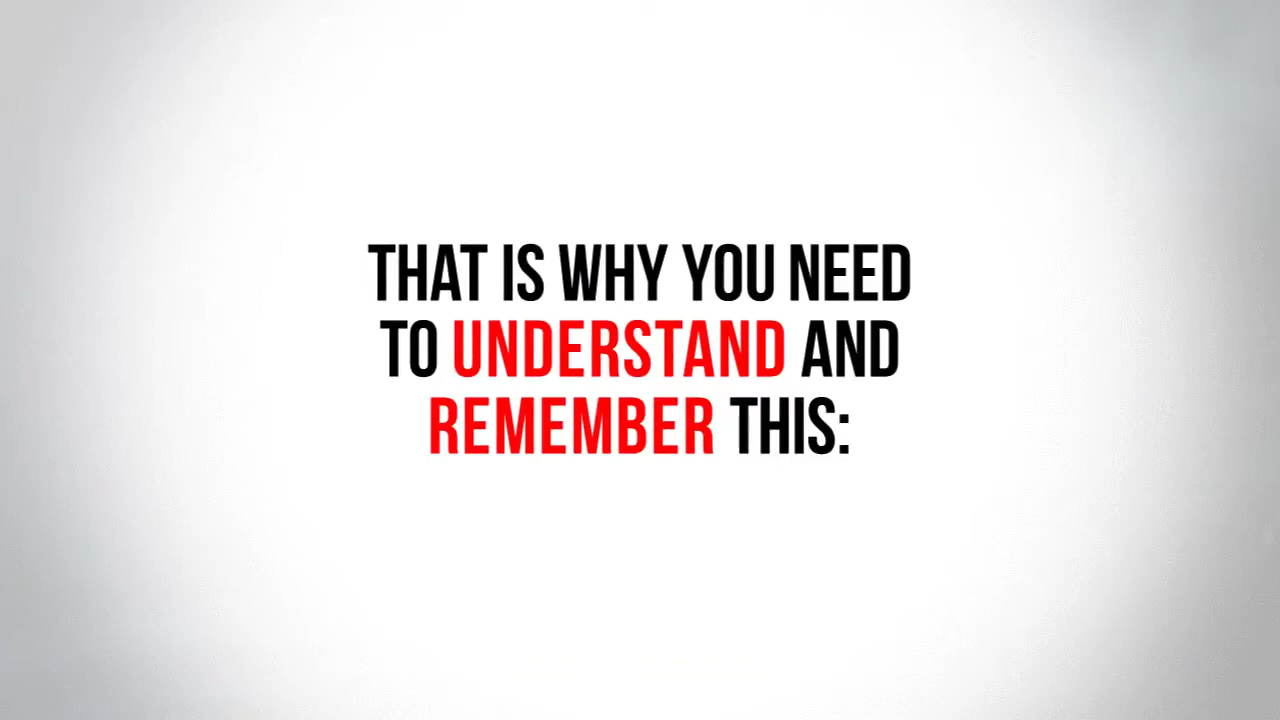 THAT IS WHY YOU NEED
TO UNDERSTAND AND
REMEMBER THIS: